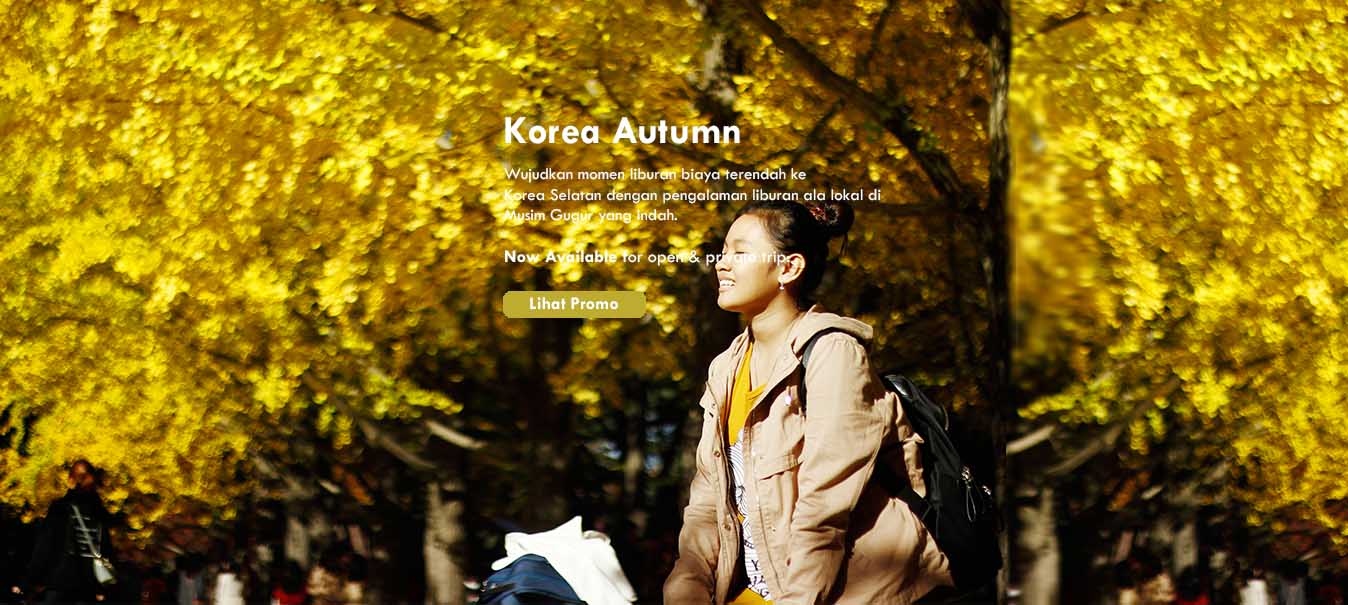 Korea Autumn
Wujudkan momen liburan biaya terendah ke
Korea Selatan dengan pengalaman liburan ala lokal di
Musim Gugur yang Indah.
Now Available for open & private trip.
Lihat Promo